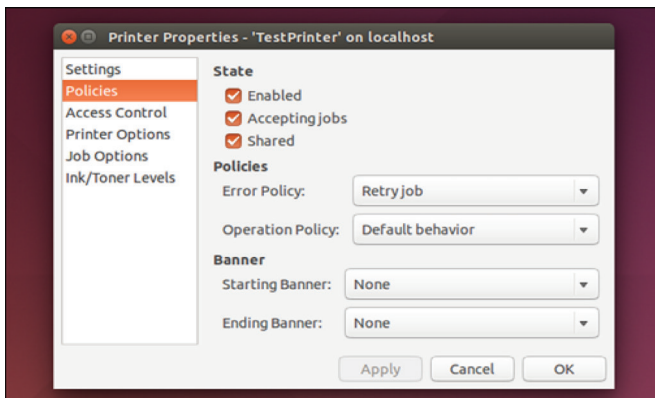 Printer Properties - 'TestPrinter' on localhost
Settings
Policies
Access Control
Printer Options
Job Options
Ink/Toner Levels
State
Enabled
Accepting jobs
Shared
Policies
Error Policy: Retry job
Operation Policy: Default behavior
Banner
Starting Banner: None
Ending Banner: None
Apply Cancel OK